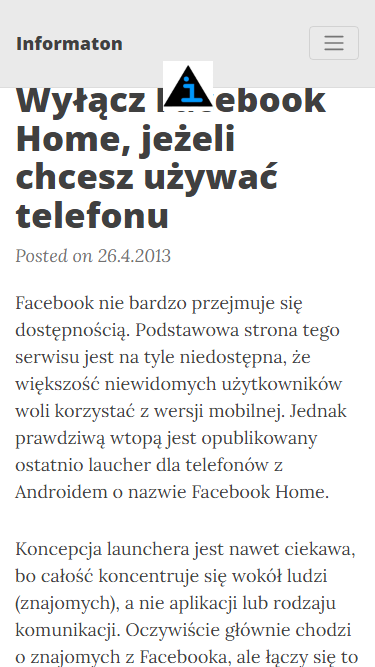 Informaton
Wyłącz Facebook
Home, jeżeli
chcesz używać
telefonu
Posted on 26.4.2013
Facebook nie bardzo przejmuje się
dostępnością. Podstawowa strona tego
serwisu jest na tyle niedostępna, że
większość niewidomych użytkowników
woli korzystać z wersji mobilnej. Jednak
prawdziwą wtopą jest opublikowany
ostatnio laucher dla telefonów z
Androidem o nazwie Facebook Home.
Koncepcja launchera jest nawet ciekawa,
bo całość koncentruje się wokół ludzi
(znajomych), a nie aplikacji lub rodzaju
komunikacji. Oczywiście głównie chodzi
o znajomych z Facebooka, ale łączy się to